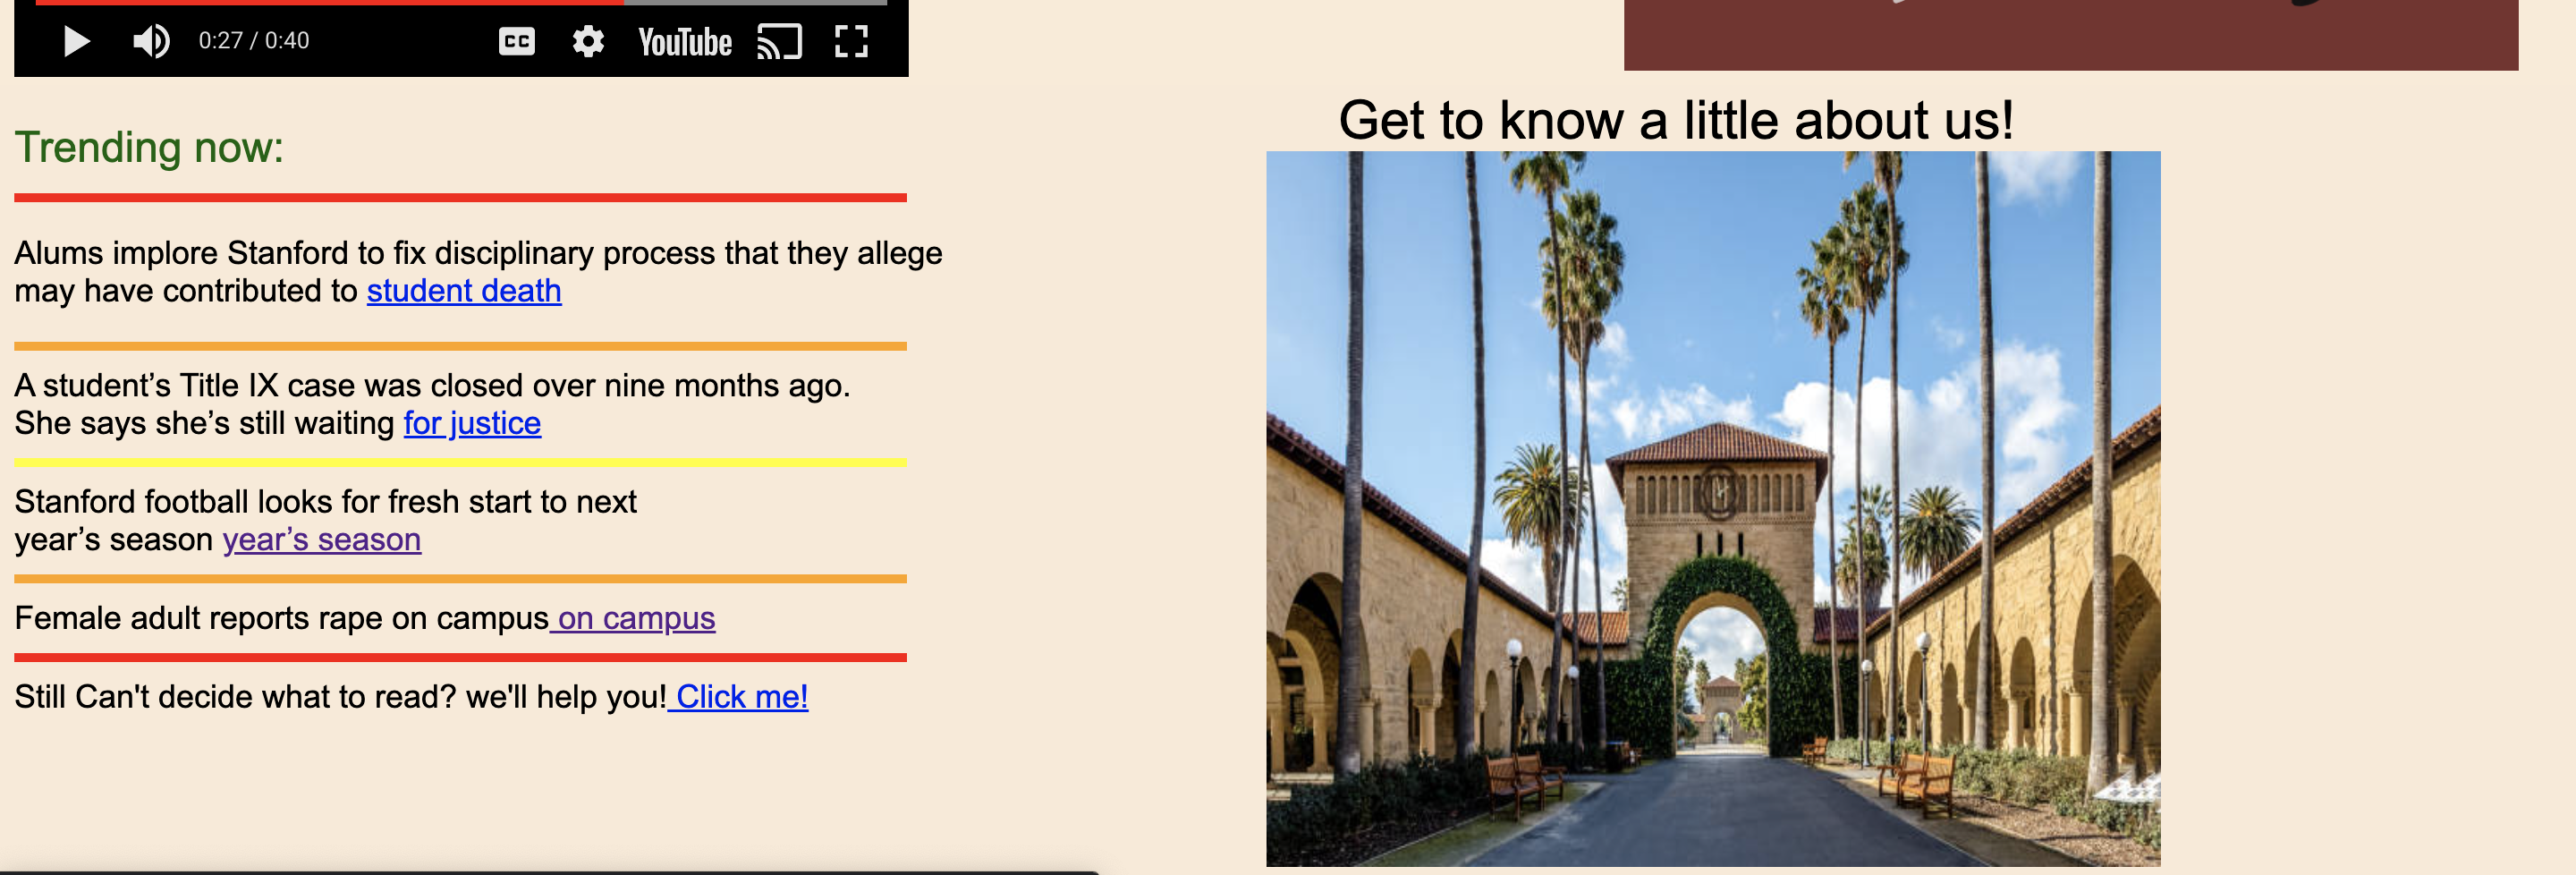 0:27 / 0:40
CC
YouTube
Trending now:
Alums implore Stanford to fix disciplinary process that they allege
may have contributed to student death
A student’s Title IX case was closed over nine months ago.
She says she’s still waiting for justice
Stanford football looks for fresh start to next
year’s season year’s season
Female adult reports rape on campus on campus
Still Can't decide what to read? we'll help you! Click me!
Get to know a little about us!